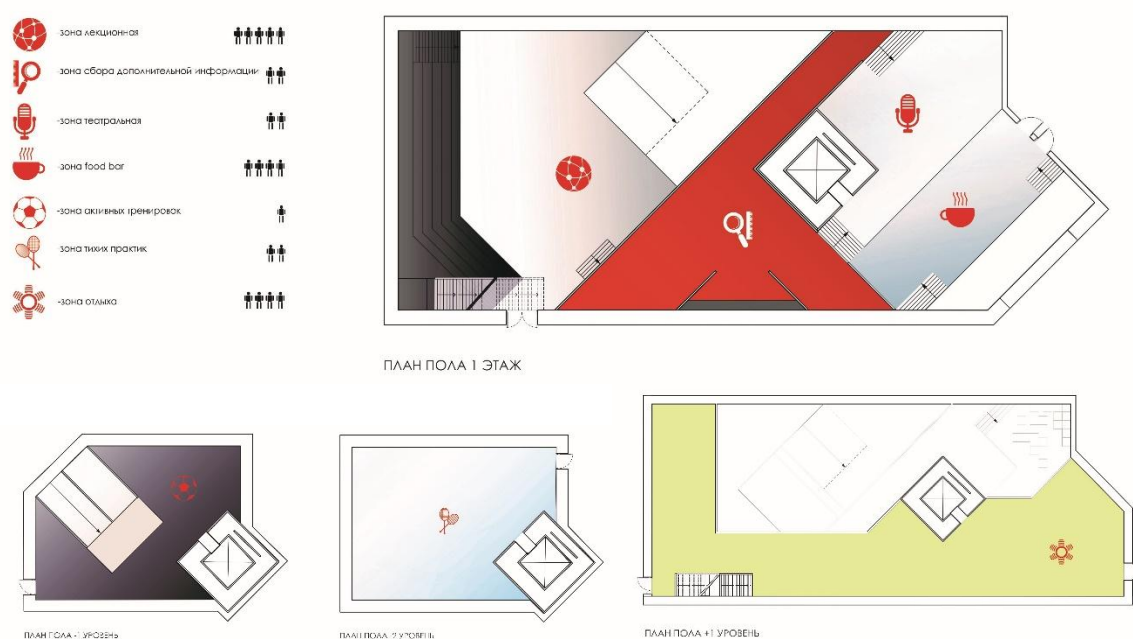 зона лекционная
зона сбора дополнительной информации
-зона театральная
-зона food bar
-зона активных тренировок
зона тихих практик
-зона отдыха
ПЛАН ПОЛА 1 ЭТАЖ
ПЛАН ПОЛА -1 УРОВЕНЬ
ПЛАН ПОЛА -2 УРОВЕНЬ
ПЛАН ПОЛА +1 УРОВЕНЬ